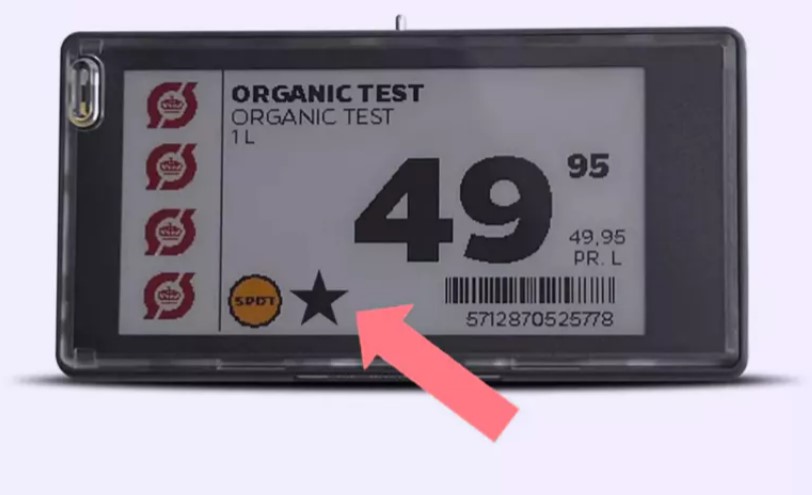 ORGANIC TEST
ORGANIC TEST
1 L
49 95
49,95
PR. L
SPOT
5712870525778